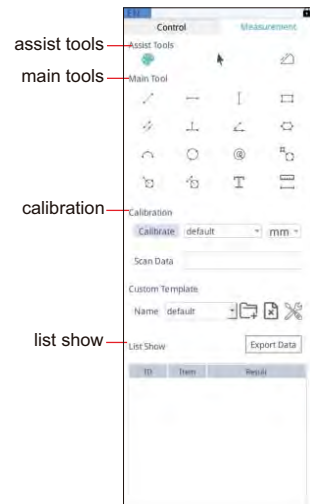 EN
Control Measurement
assist tools Assist Tools
main tools Main Tool
T
calibration Calibration
Calibrate default mm
Scan Data
Custom Template
Name default
list show List Show Export Data
ID Item Result